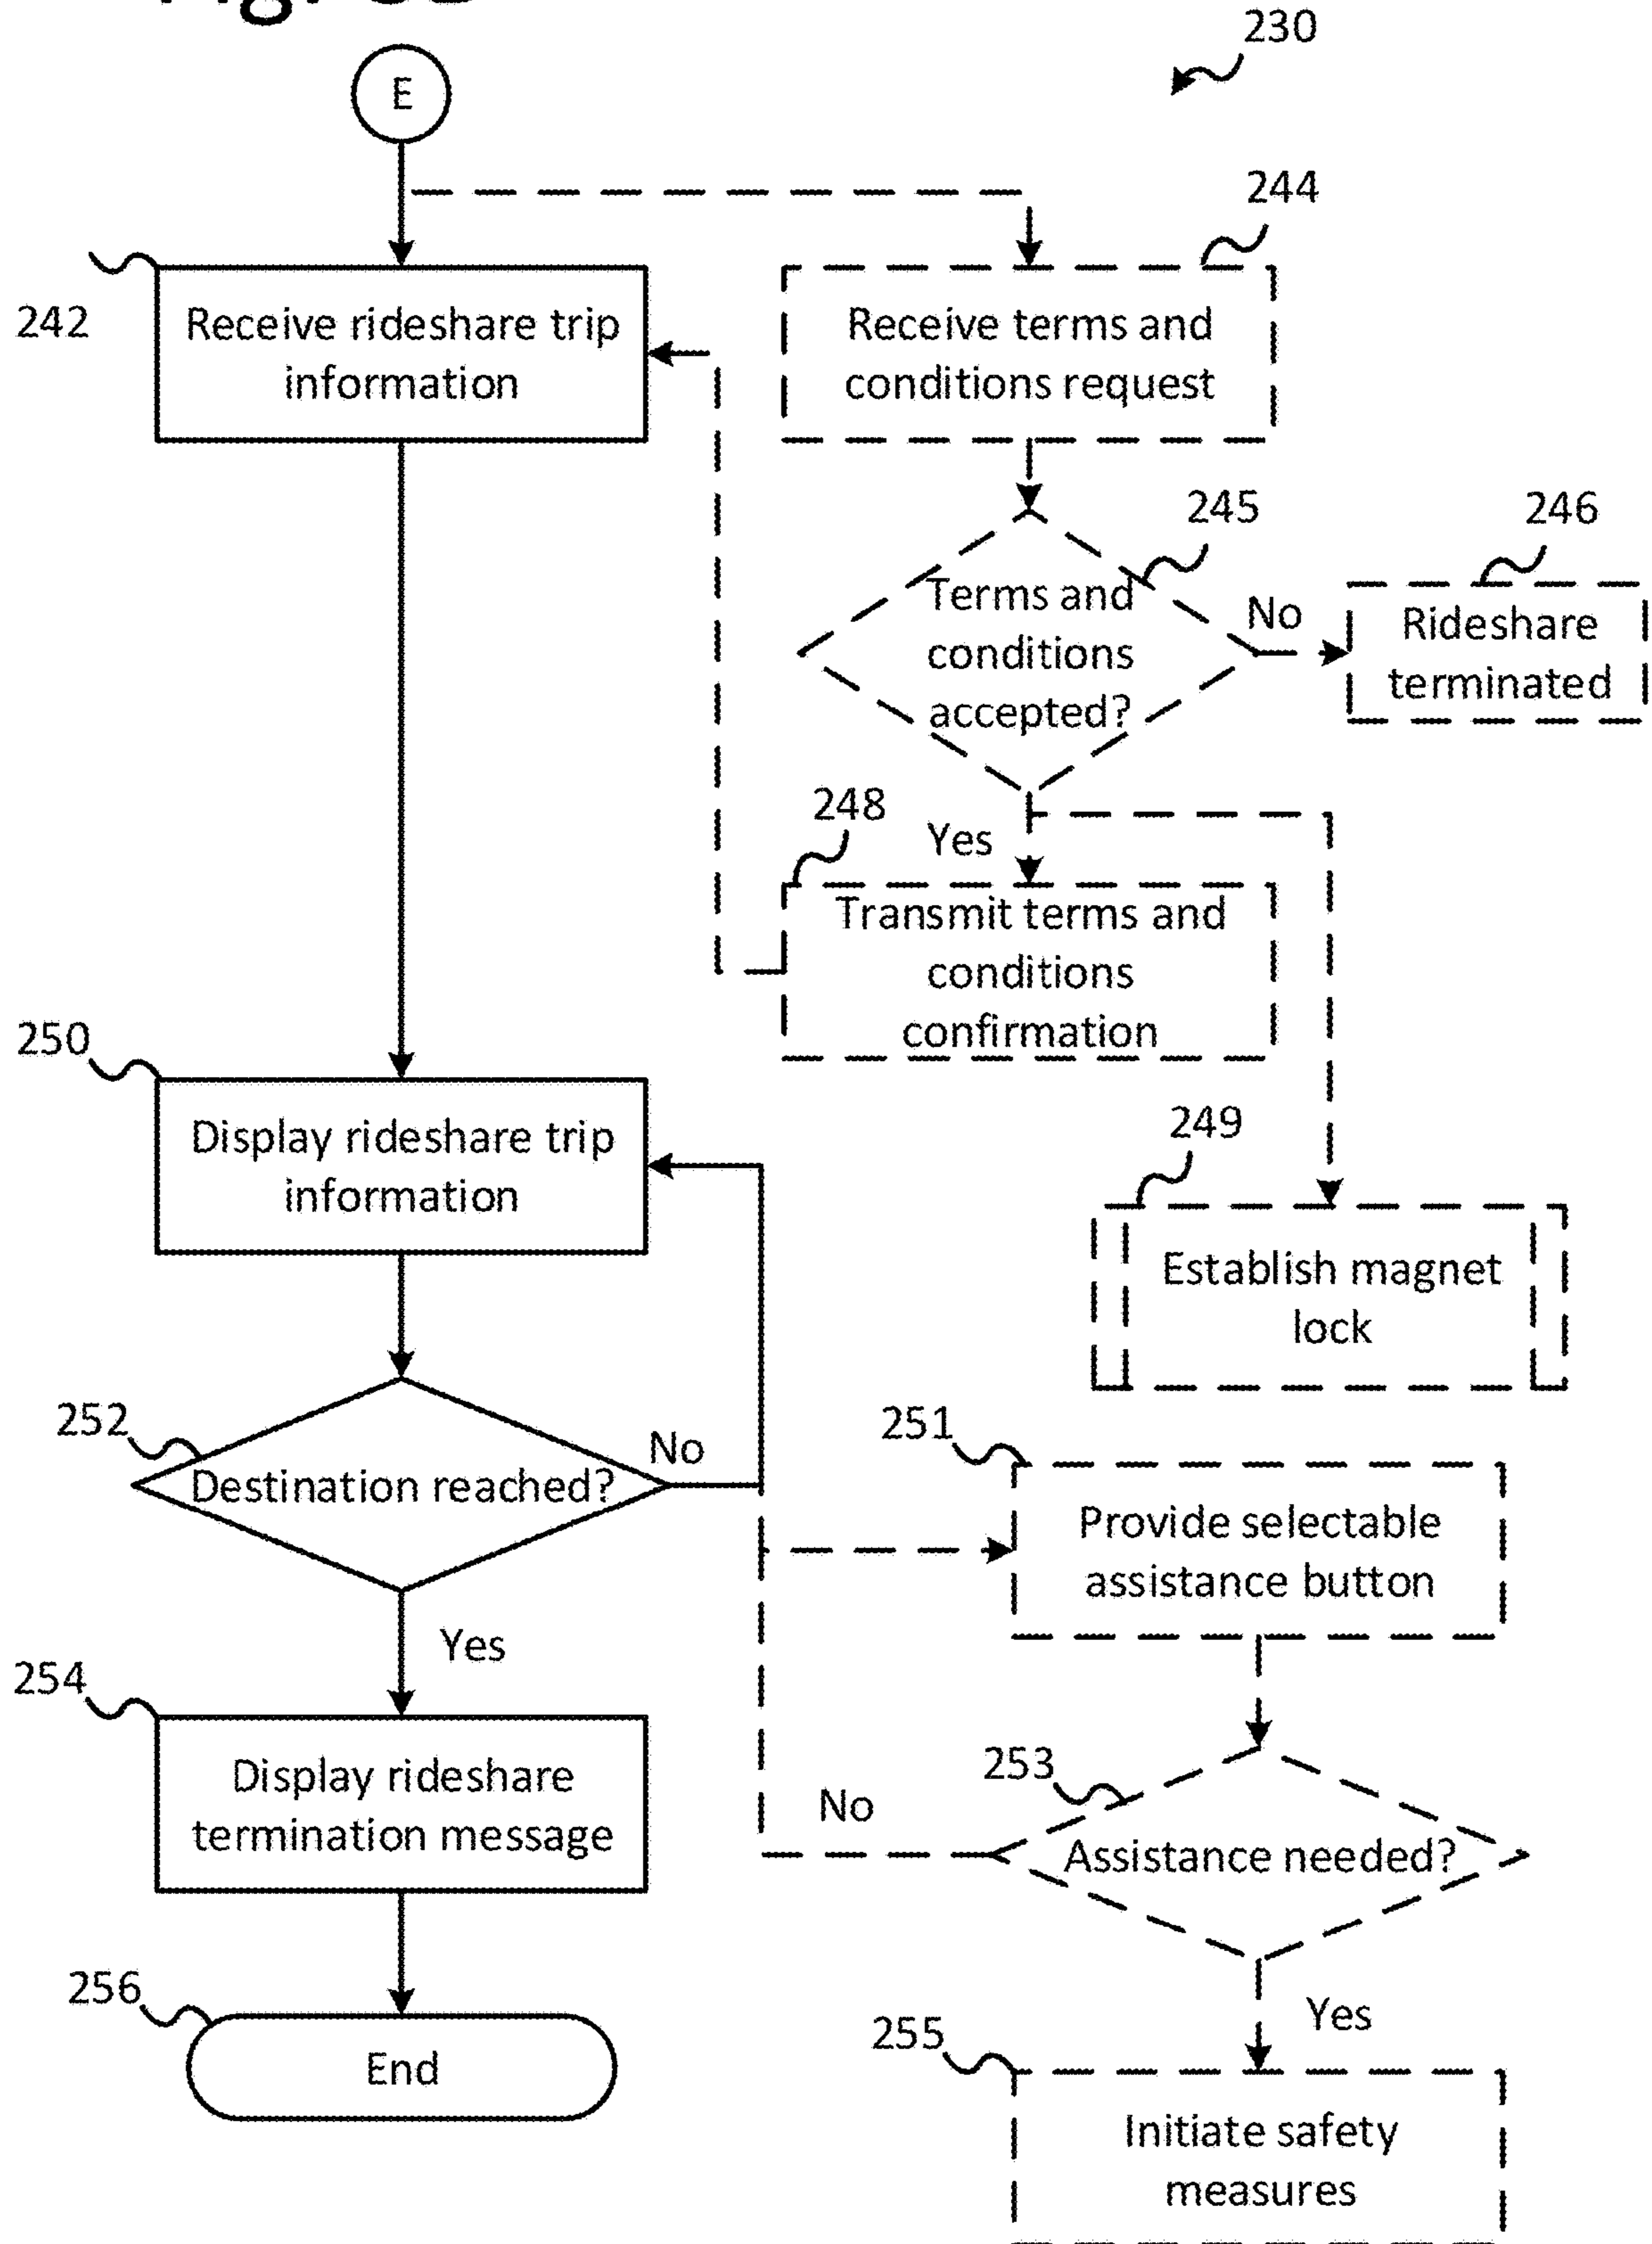 E
230
244
242
Receive rideshare trip
information
Receive terms and
conditions request
245
246
Terms and
conditions
accepted?
No
Rideshare
terminated
248
Yes
Transmit terms and
conditions
confirmation
250
Display rideshare trip
information
249
Establish magnet
lock
252
Destination reached?
No
251
Provide selectable
assistance button
Yes
254
Display rideshare
termination message
253
No
Assistance needed?
256
End
Yes
255
Initiate safety
measures